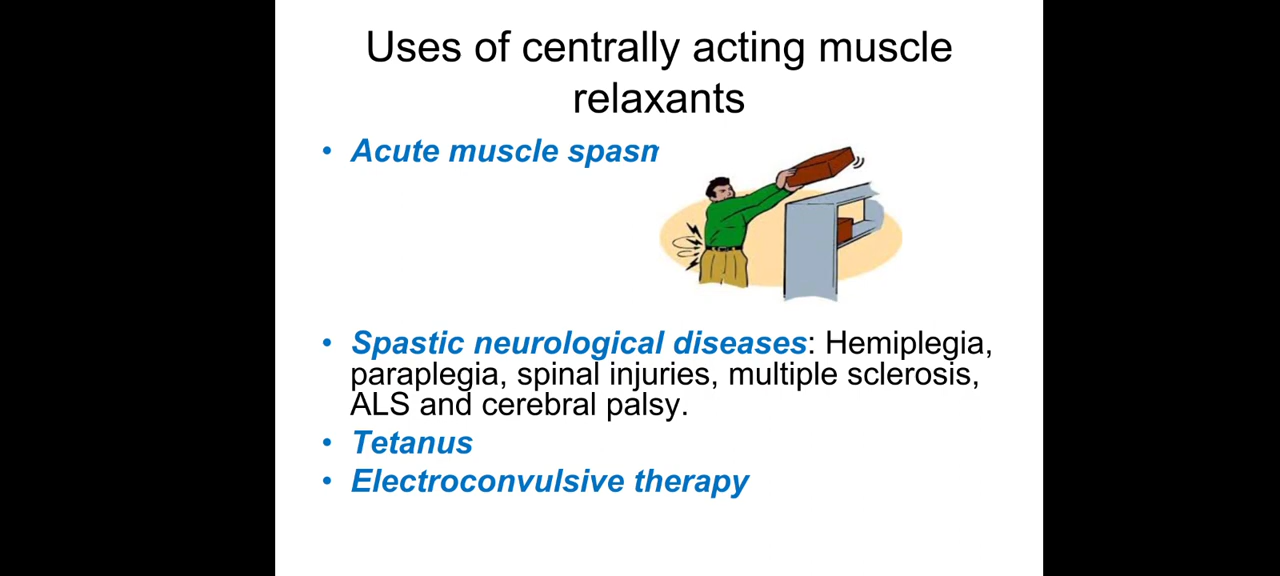 Uses of centrally acting muscle
relaxants
• Acute muscle spasm
• Spastic neurological diseases: Hemiplegia,
paraplegia, spinal injuries, multiple sclerosis,
ALS and cerebral palsy.
• Tetanus
• Electroconvulsive therapy